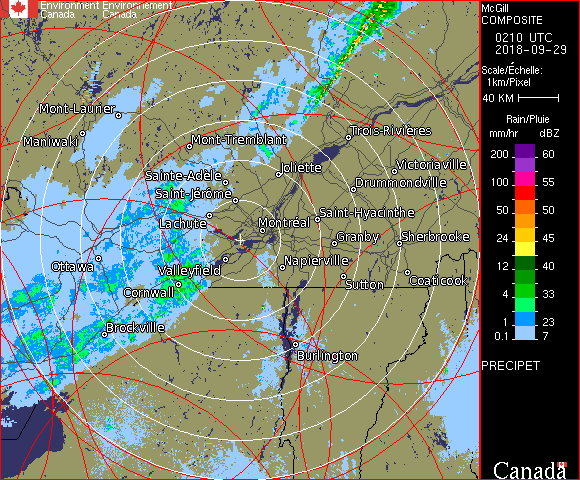 Environment Environnement
Canada Canada
McGill
COMPOSITE
0210 UTC
2018-09-29
Scale/Échelle:
1km/Pixel
40 KM
Rain/Pluie
mm/hr dBZ
200 60
100 55
50 50
24 45
12 40
4 33
1 23
0.1 7
PRECIPET
Canada
Mont-Laurier
Maniwaki
Mont-Tremblant
Trois-Rivières
Joliette
Victoriaville
Sainte-Adèle
Drummondville
Saint-Jérôme
Saint-Hyacinthe
Lachute
Montréal
Granby
Sherbrooke
Ottawa
Valleyfield
Napierville
Coaticook
Cornwall
Sutton
Brockville
Burlington